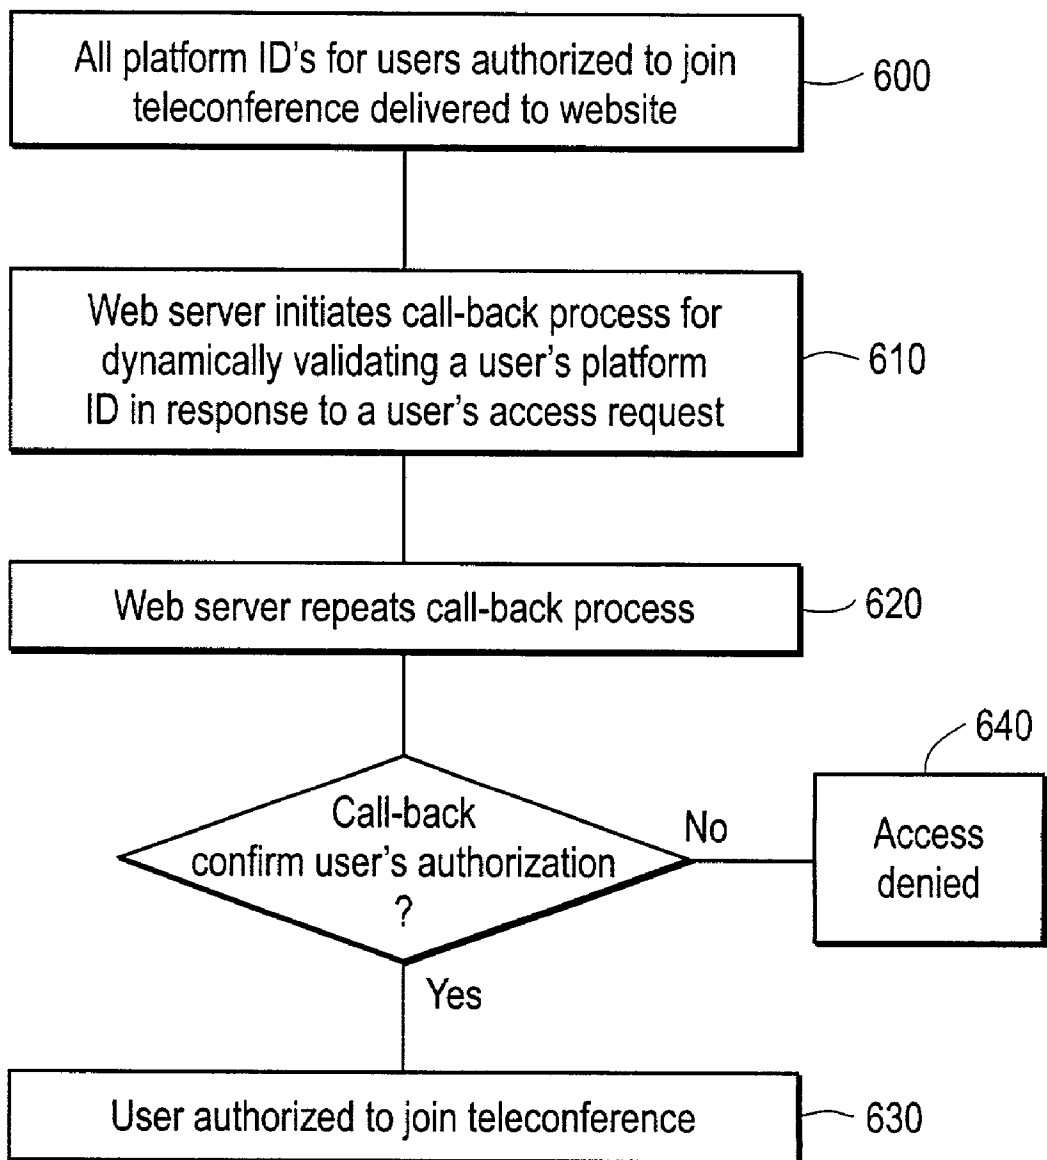 All platform ID's for users authorized to join
teleconference delivered to website
600
Web server initiates call-back process for
dynamically validating a user's platform
ID in response to a user's access request
610
Web server repeats call-back process
620
640
Call-back
confirm user's authorization
?
No
Access
denied
Yes
User authorized to join teleconference
630